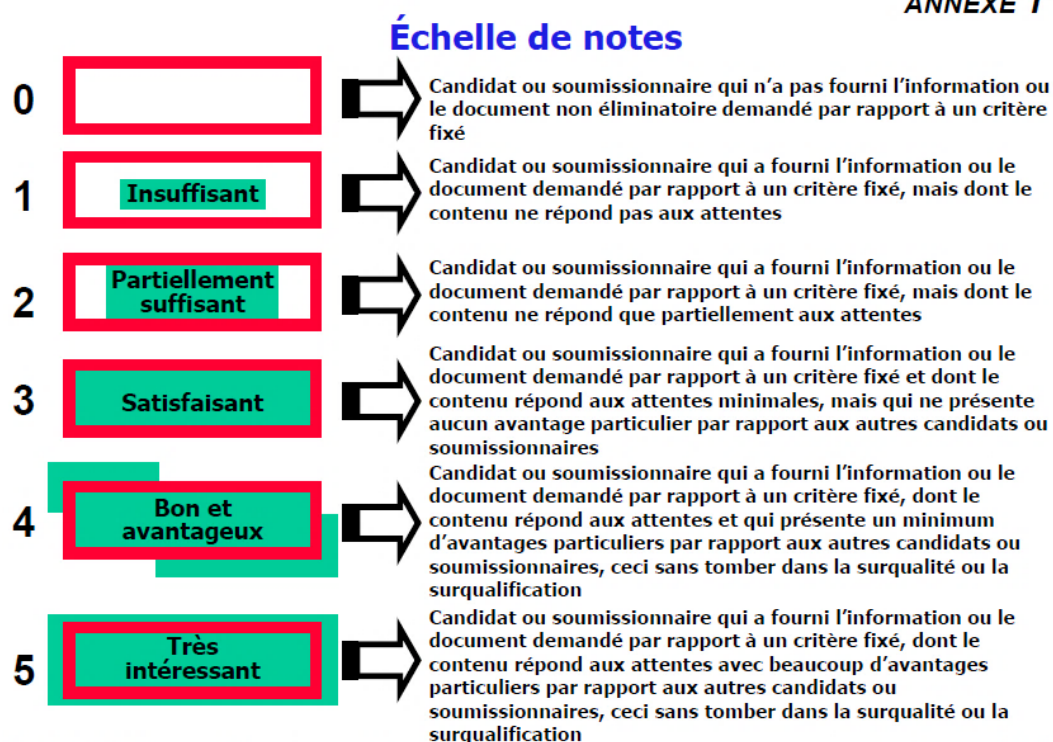 ANNEXE 1
Échelle de notes
0
Candidat ou soumissionnaire qui n’a pas fourni l’information ou
le document non éliminatoire demandé par rapport à un critère
fixé
1
Insuffisant
Candidat ou soumissionnaire qui a fourni l’information ou le
document demandé par rapport à un critère fixé, mais dont le
contenu ne répond pas aux attentes
2
Partiellement
suffisant
Candidat ou soumissionnaire qui a fourni l’information ou le
document demandé par rapport à un critère fixé, mais dont le
contenu ne répond que partiellement aux attentes
3
Satisfaisant
Candidat ou soumissionnaire qui a fourni l’information ou le
document demandé par rapport à un critère fixé et dont le
contenu répond aux attentes minimales, mais qui ne présente
aucun avantage particulier par rapport aux autres candidats ou
soumissionnaires
4
Bon et
avantageux
Candidat ou soumissionnaire qui a fourni l’information ou le
document demandé par rapport à un critère fixé, dont le
contenu répond aux attentes et qui présente un minimum
d’avantages particuliers par rapport aux autres candidats ou
soumissionnaires, ceci sans tomber dans la surqualité ou la
surqualification
5
Très
intéressant
Candidat ou soumissionnaire qui a fourni l’information ou le
document demandé par rapport à un critère fixé, dont le
contenu répond aux attentes avec beaucoup d’avantages
particuliers par rapport aux autres candidats ou
soumissionnaires, ceci sans tomber dans la surqualité ou la
surqualification